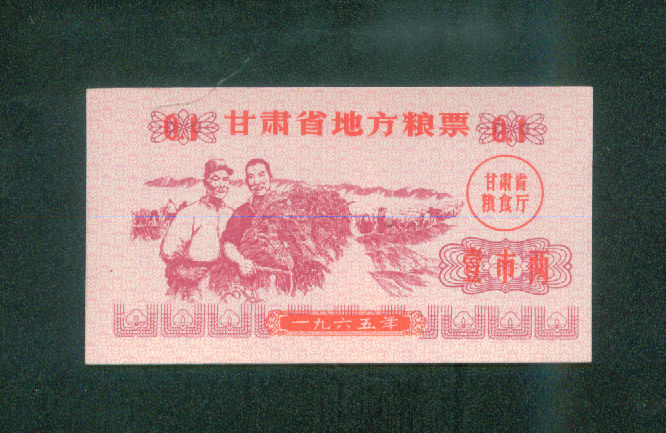 01 甘肃省地方粮票 01
甘肃省
粮食厅
壹市两
一九六五年